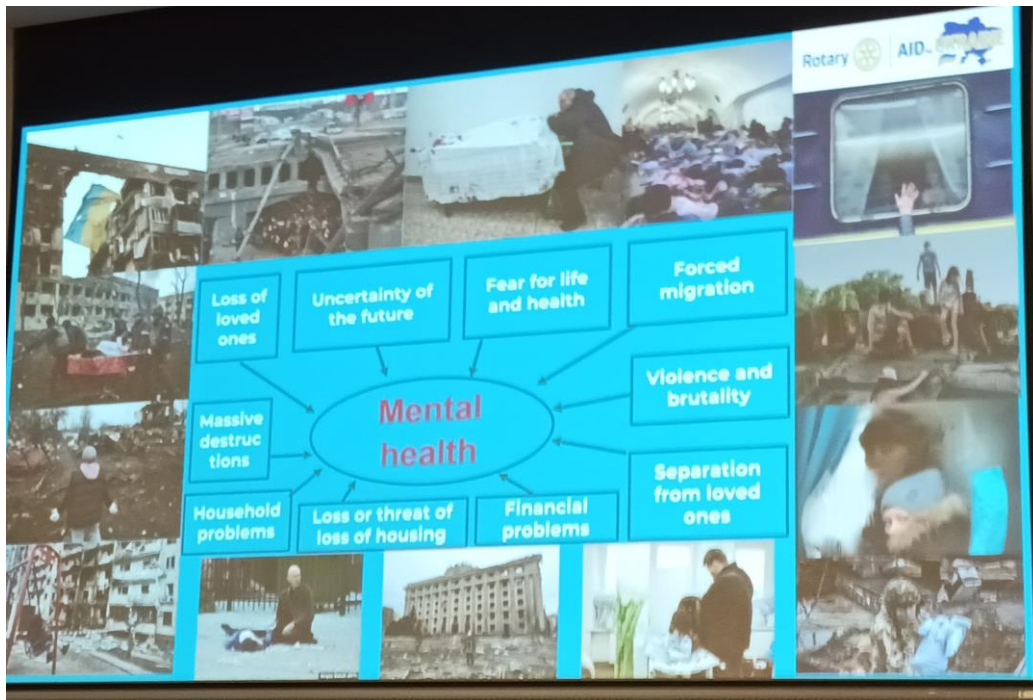 Rotary
AID for UKRAINE
Loss of
loved
ones
Uncertainty of
the future
Fear for life
and health
Forced
migration
Mental
health
Violence and
brutality
Massive
destruc
tions
Separation
from loved
ones
Household
problems
Loss or threat of
loss of housing
Financial
problems